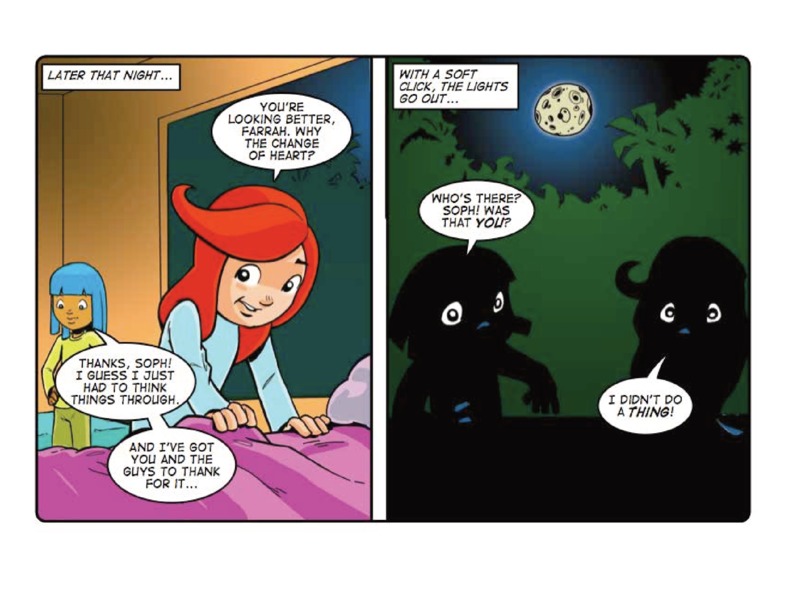 LATER THAT NIGHT...
YOU'RE
LOOKING BETTER,
FARRAH. WHY
THE CHANGE
OF HEART?
THANKS, SOPH!
I GUESS I JUST
HAD TO THINK
THINGS THROUGH.
AND I'VE GOT
YOU AND THE
GUYS TO THANK
FOR IT...
WITH A SOFT
CLICK, THE LIGHTS
GO OUT...
WHO'S THERE?
SOPH! WAS
THAT YOU?
I DIDN'T DO
A THING!